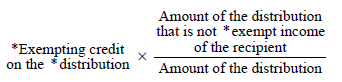 *Exempting credit
on the *distribution
×
Amount of the distribution
that is not *exempt income
of the recipient
Amount of the distribution